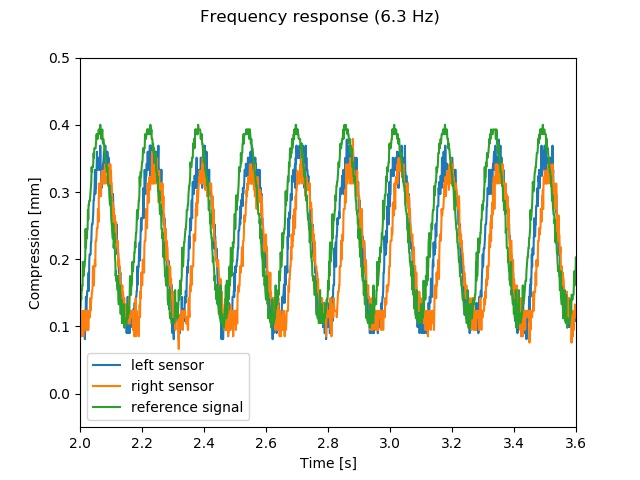 Frequency response (6.3 Hz)
0.5
0.4
0.3
0.2
0.1
0.0
Compression [mm]
left sensor
right sensor
reference signal
2.0 2.2 2.4 2.6 2.8 3.0 3.2 3.4 3.6
Time [s]